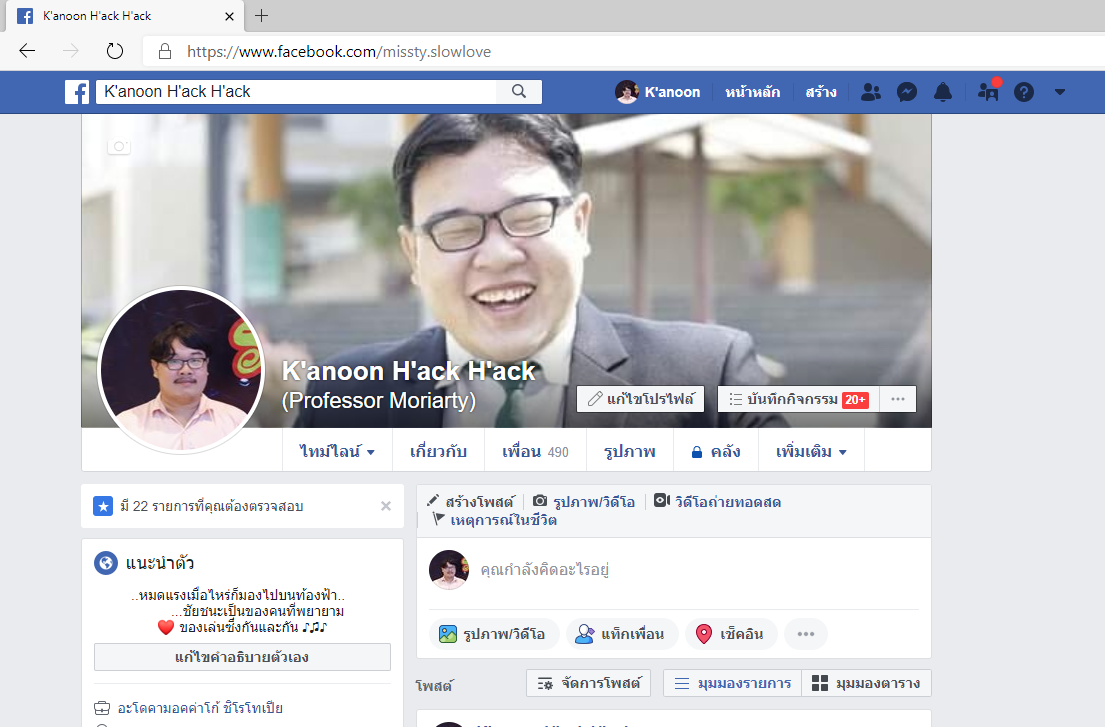 K'anoon H'ack H'ack
https://www.facebook.com/missty.slowlove
K'anoon H'ack H'ack
K'anoon
หน้าหลัก
สร้าง
K'anoon H'ack H'ack
(Professor Moriarty)
แก้ไขโปรไฟล์
บันทึกกิจกรรม 20+
ไทม์ไลน์
เกี่ยวกับ
เพื่อน 490
รูปภาพ
คลัง
เพิ่มเติม
มี 22 รายการที่คุณต้องตรวจสอบ
แนะนำตัว
..หมดแรงเมื่อไหร่ก็มองไปบนท้องฟ้า..
...ชัยชนะเป็นของคนที่พยายาม
❤️ ของเล่นซึ่งกันและกัน ♪♫♪
แก้ไขคำอธิบายตัวเอง
อะโดคามอคค่าโก้ ชิโรโทเปีย
สร้างโพสต์
รูปภาพ/วิดีโอ
วิดีโอถ่ายทอดสด
เหตุการณ์ในชีวิต
คุณกำลังคิดอะไรอยู่
รูปภาพ/วิดีโอ
แท็กเพื่อน
เช็คอิน
โพสต์
จัดการโพสต์
มุมมองรายการ
มุมมองตาราง